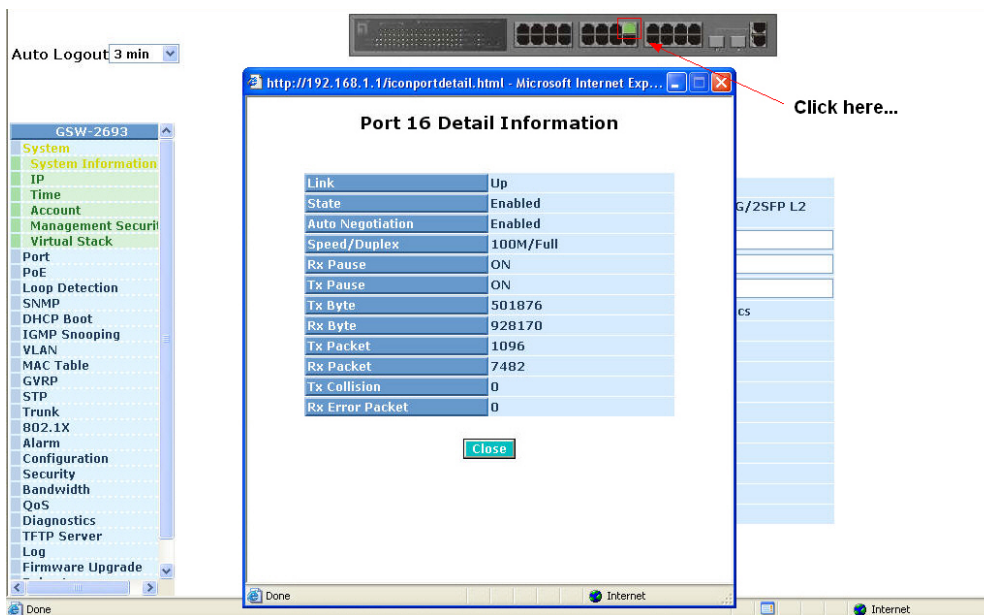 Auto Logout 3 min
http://192.168.1.1/iconportdetail.html - Microsoft Internet Exp...
Click here...
Port 16 Detail Information
Link Up
State Enabled
Auto Negotiation Enabled
Speed/Duplex 100M/Full
Rx Pause ON
Tx Pause ON
Tx Byte 501876
Rx Byte 928170
Tx Packet 1096
Rx Packet 7482
Tx Collision 0
Rx Error Packet 0
Close
Done
Internet
GSW-2693
System
System Information
IP
Time
Account
Management Securit
Virtual Stack
Port
PoE
Loop Detection
SNMP
DHCP Boot
IGMP Snooping
VLAN
MAC Table
GVRP
STP
Trunk
802.1X
Alarm
Configuration
Security
Bandwidth
QoS
Diagnostics
TFTP Server
Log
Firmware Upgrade
G/2SFP L2
cs
Done
Internet